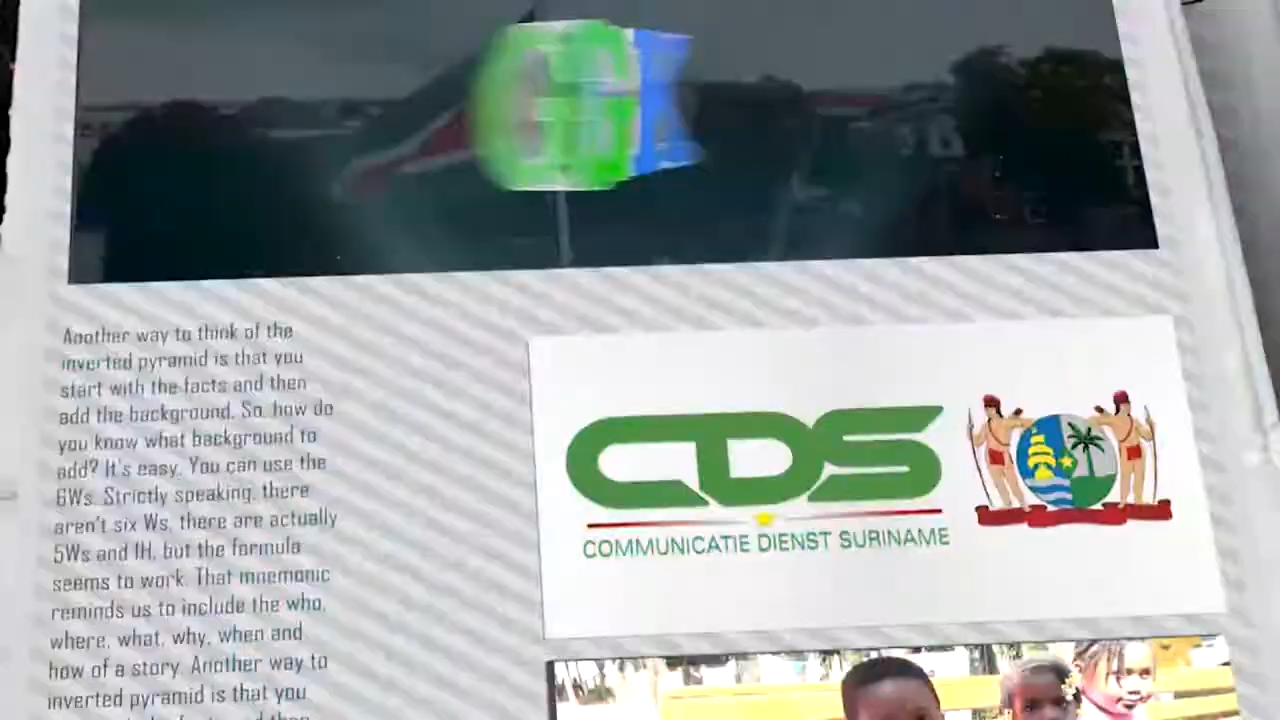 Another way to think of the
inverted pyramid is that you
start with the facts and then
add the background. So, how do
you know what background to
add? It's easy. You can use the
6Ws. Strictly speaking, there
aren't six Ws, there are actually
5Ws and 1H, but the formula
seems to work. That mnemonic
reminds us to include the who,
where, what, why, when and
how of a story. Another way to
inverted pyramid is that you
CDS
COMMUNICATIE DIENST SURINAME